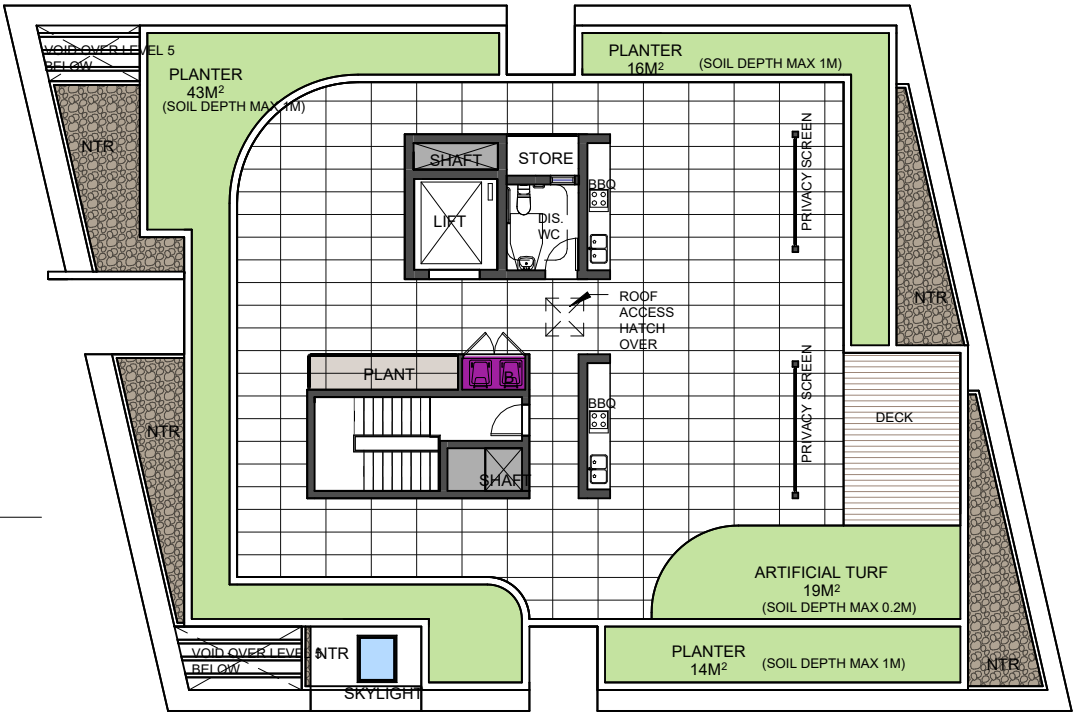 VOID OVER LEVEL 5
BELOW
PLANTER
43M²
(SOIL DEPTH MAX 1M)
PLANTER
16M²
(SOIL DEPTH MAX 1M)
NTR
SHAFT
STORE
BBQ
PRIVACY SCREEN
LIFT
DIS.
WC
ROOF
ACCESS
HATCH
OVER
NTR
PLANT
B
BBQ
PRIVACY SCREEN
DECK
NTR
SHAFT
ARTIFICIAL TURF
19M²
(SOIL DEPTH MAX 0.2M)
VOID OVER LEVEL 5
BELOW
NTR
SKYLIGHT
PLANTER
14M²
(SOIL DEPTH MAX 1M)
NTR